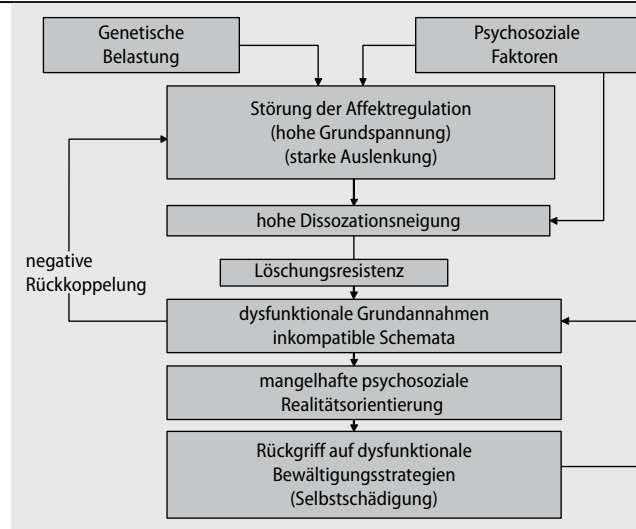 Genetische
Belastung
Psychosoziale
Faktoren
Störung der Affektregulation
(hohe Grundspannung)
(starke Auslenkung)
hohe Dissozationsneigung
negative
Rückkoppelung
Löschungsresistenz
dysfunktionale Grundannahmen
inkompatible Schemata
mangelhafte psychosoziale
Realitätsorientierung
Rückgriff auf dysfunktionale
Bewältigungsstrategien
(Selbstschädigung)